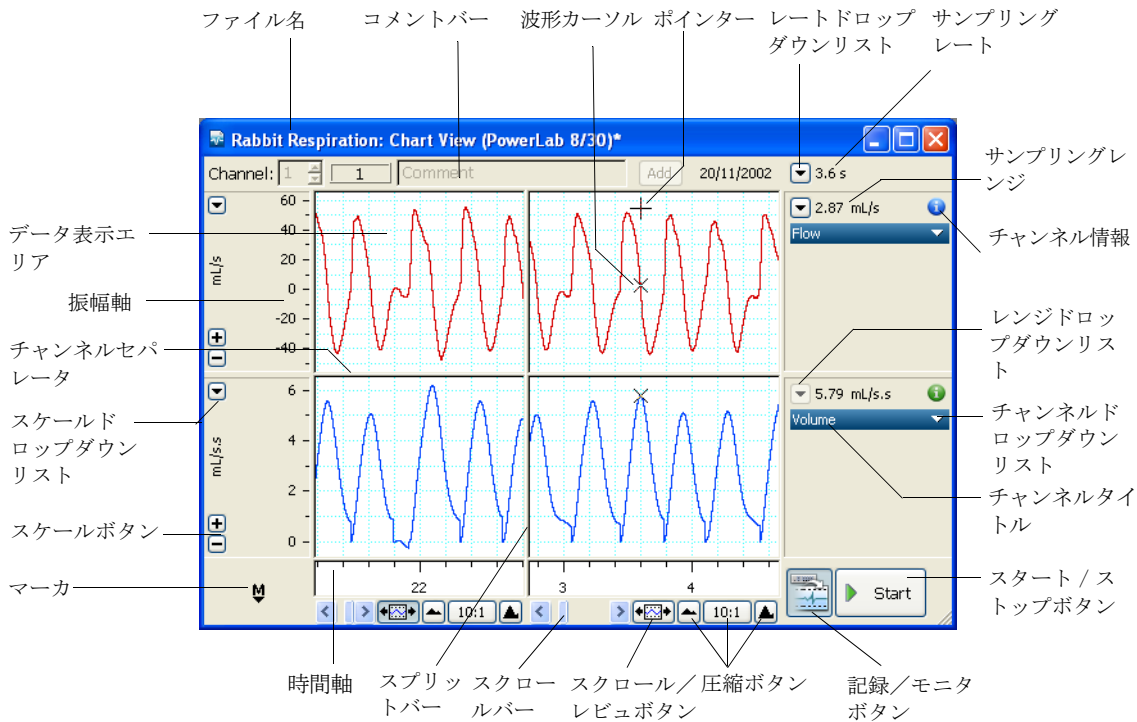 ファイル名
コメントバー
波形カーソル
ポインター
レートドロップ
ダウンリスト
サンプリング
レート
Rabbit Respiration: Chart View (PowerLab 8/30)*
Channel: 1 1 Comment Add 20/11/2002 3.6 s
サンプリングレ
ンジ
チャンネル情報
レンジドロッ
プダウンリス
ト
チャンネルド
ロップダウン
リスト
チャンネルタイ
トル
スタート / ス
トップボタン
データ表示エ
リア
振幅軸
チャンネルセパ
レータ
スケールド
ロップダウン
リスト
スケールボタン
マーカ
60
40
20
0
-20
-40
mL/s
2.87 mL/s
Flow
6
4
2
0
mL/s.s
5.79 mL/s.s
Volume
M
22
3
4
10:1
10:1
Start
時間軸
スプリッ
トバー
スクロー
ルバー
スクロール／
レビュボタン
圧縮ボタン
記録／モニタ
ボタン